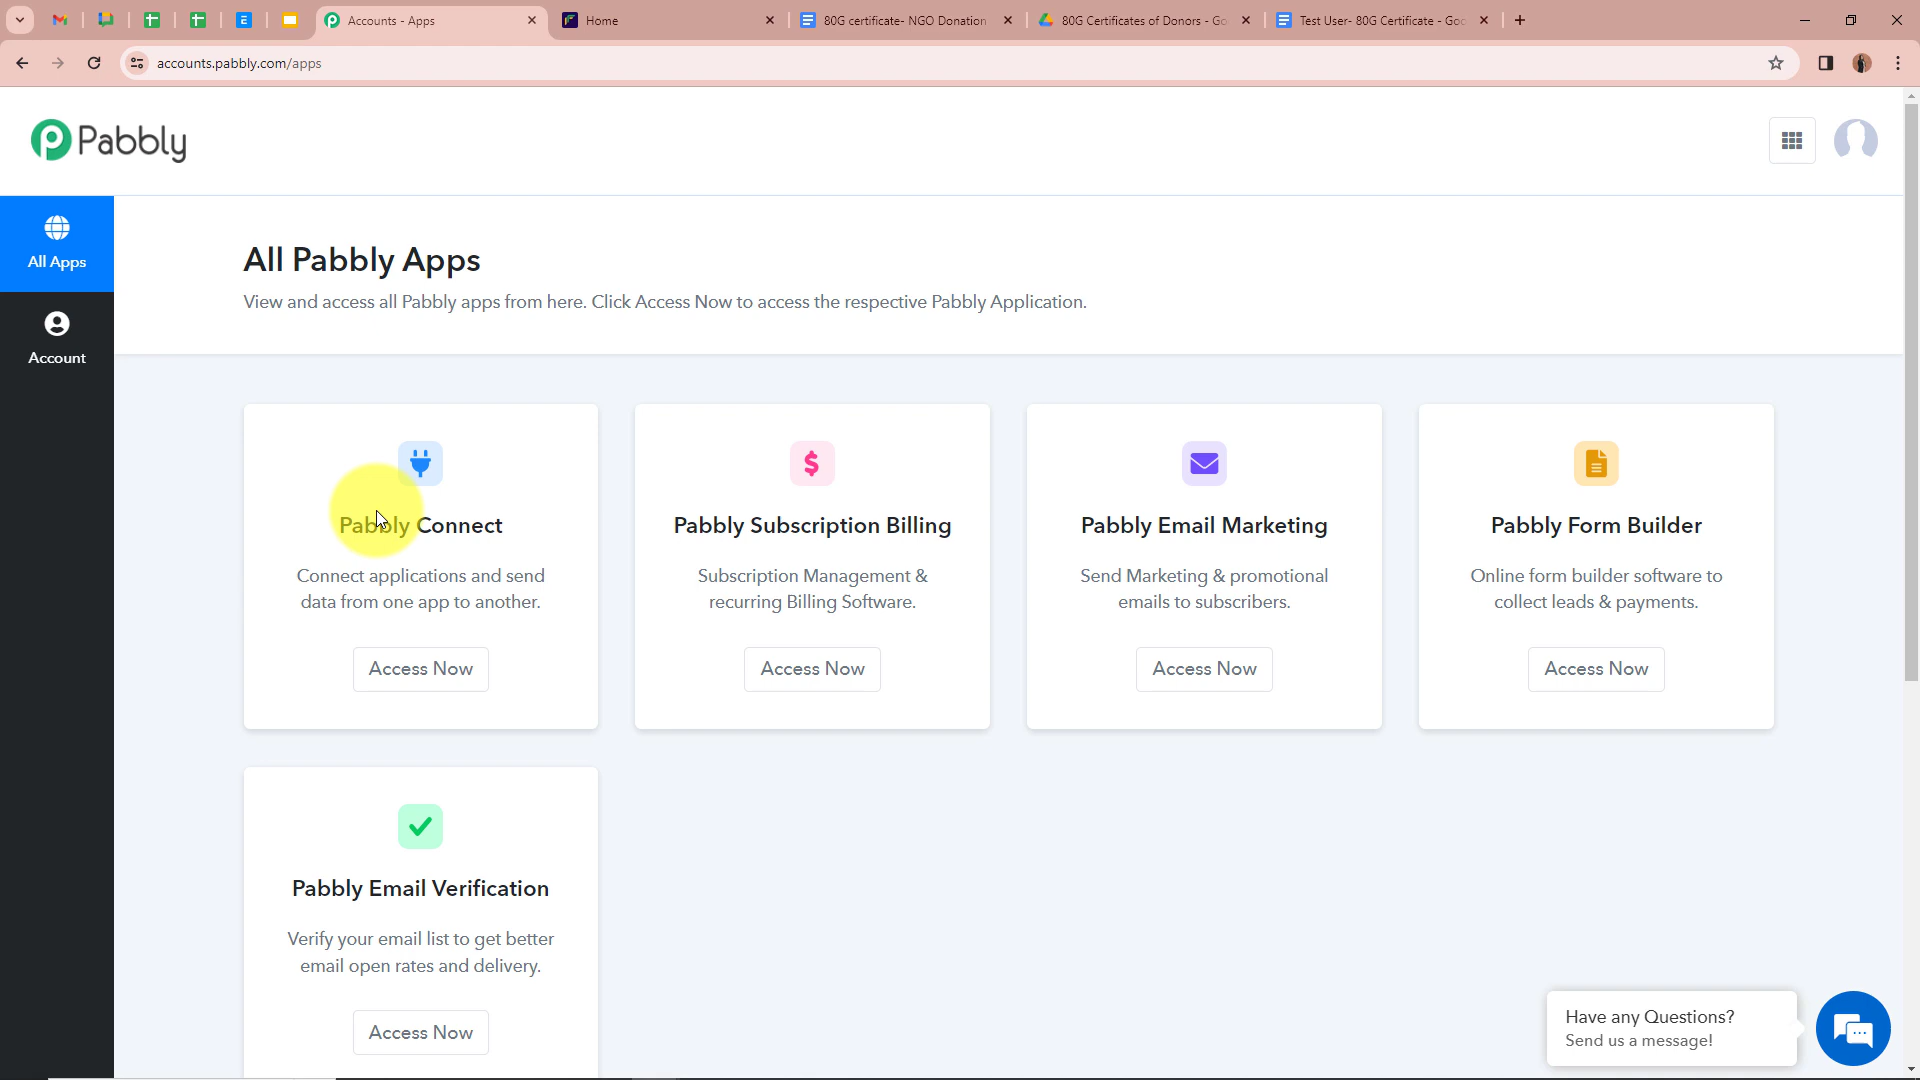 Accounts - Apps
Home
80G certificate- NGO Donation
80G Certificates of Donors - Go
Test User- 80G Certificate - Goo
accounts.pabbly.com/apps
Pabbly
All Apps
Account
All Pabbly Apps
View and access all Pabbly apps from here. Click Access Now to access the respective Pabbly Application.
Pabbly Connect
Connect applications and send
data from one app to another.
Access Now
Pabbly Subscription Billing
Subscription Management &
recurring Billing Software.
Access Now
Pabbly Email Marketing
Send Marketing & promotional
emails to subscribers.
Access Now
Pabbly Form Builder
Online form builder software to
collect leads & payments.
Access Now
Pabbly Email Verification
Verify your email list to get better
email open rates and delivery.
Access Now
Have any Questions?
Send us a message!